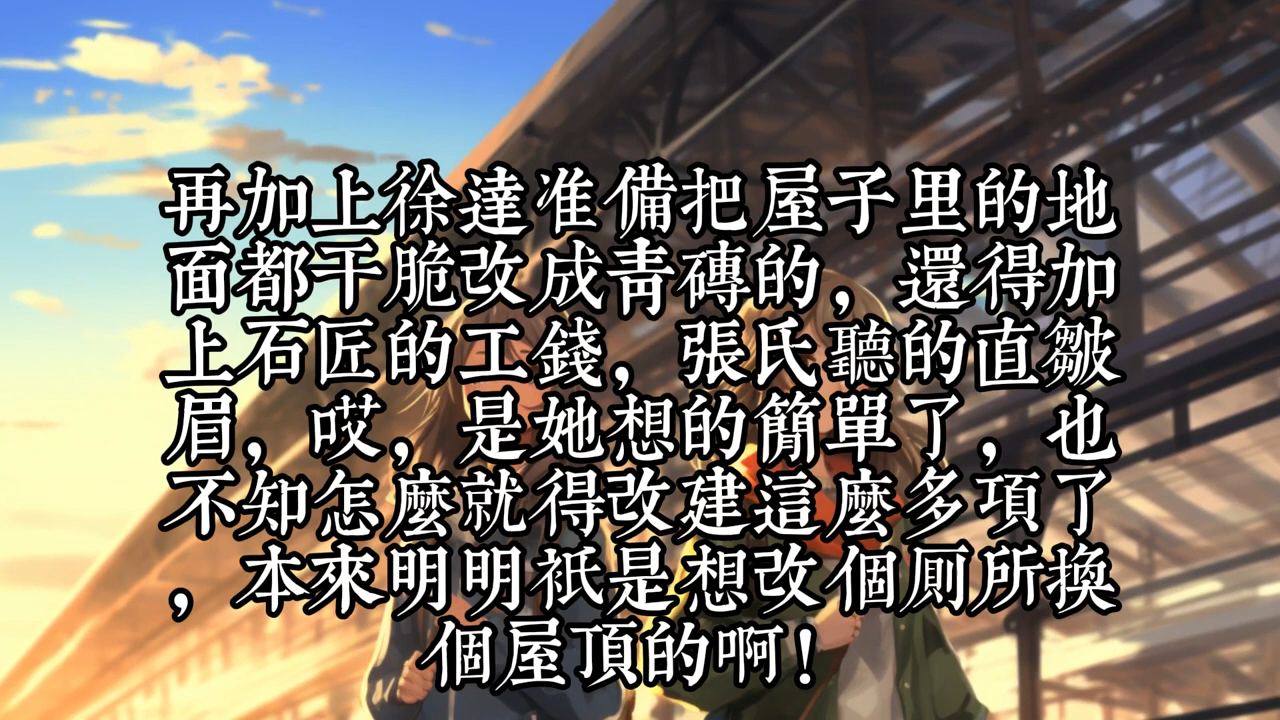 再加上徐達准備把屋子里的地
面都干脆改成青磚的，還得加
上石匠的工錢，張氏聽的直皺
眉，哎，是她想的簡單了，也
不知怎麼就得改建這麼多項了
，本來明明衹是想改個厠所換
個屋頂的啊！